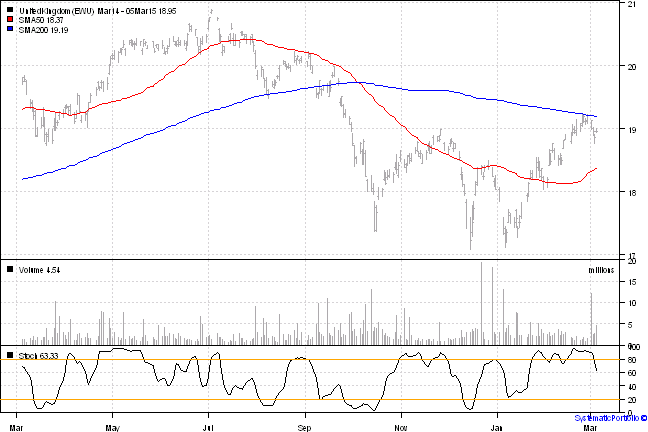 UnitedKingdom (EWU) Mar14 - 05Mar15 18.95
SMA50 18.37
SMA200 19.19
21
20
19
18
17
Volume 4.54
millions
20
15
10
5
0
Stoch 63.33
100
80
60
40
20
0
Mar
May
Jul
Sep
Nov
Jan
Mar
SystematicPortfolio ©